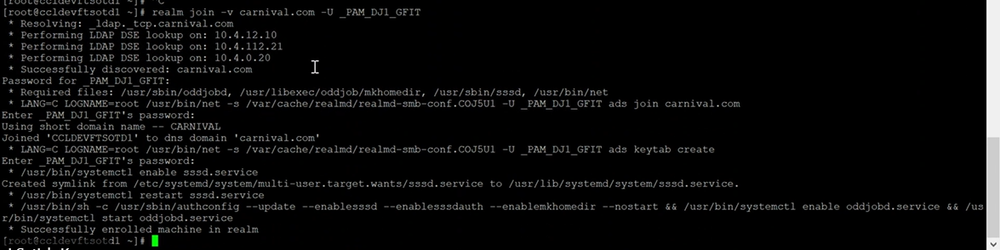 [root@ccldevftsotd1 ~]# ^C
[root@ccldevftsotd1 ~]# realm join -v carnival.com -U _PAM_DJ1_GFIT
* Resolving: _ldap._tcp.carnival.com
* Performing LDAP DSE lookup on: 10.4.12.10
* Performing LDAP DSE lookup on: 10.4.112.21
* Performing LDAP DSE lookup on: 10.4.0.20
* Successfully discovered: carnival.com
Password for _PAM_DJ1_GFIT:
* Required files: /usr/sbin/oddjobd, /usr/libexec/oddjob/mkhomedir, /usr/sbin/sssd, /usr/bin/net
* LANG=C LOGNAME=root /usr/bin/net -s /var/cache/realmd/realmd-smb-conf.COJ5U1 -U _PAM_DJ1_GFIT ads join carnival.com
Enter _PAM_DJ1_GFIT's password:
Using short domain name -- CARNIVAL
Joined 'CCLDEVFTSOTD1' to dns domain 'carnival.com'
* LANG=C LOGNAME=root /usr/bin/net -s /var/cache/realmd/realmd-smb-conf.COJ5U1 -U _PAM_DJ1_GFIT ads keytab create
Enter _PAM_DJ1_GFIT's password:
* /usr/bin/systemctl enable sssd.service
Created symlink from /etc/systemd/system/multi-user.target.wants/sssd.service to /usr/lib/systemd/system/sssd.service.
* /usr/bin/systemctl restart sssd.service
* /usr/bin/sh -c /usr/sbin/authconfig --update --enablesssd --enablesssdauth --enablemkhomedir --nostart && /usr/bin/systemctl enable oddjobd.service && /us
r/bin/systemctl start oddjobd.service
* Successfully enrolled machine in realm
[root@ccldevftsotd1 ~]#